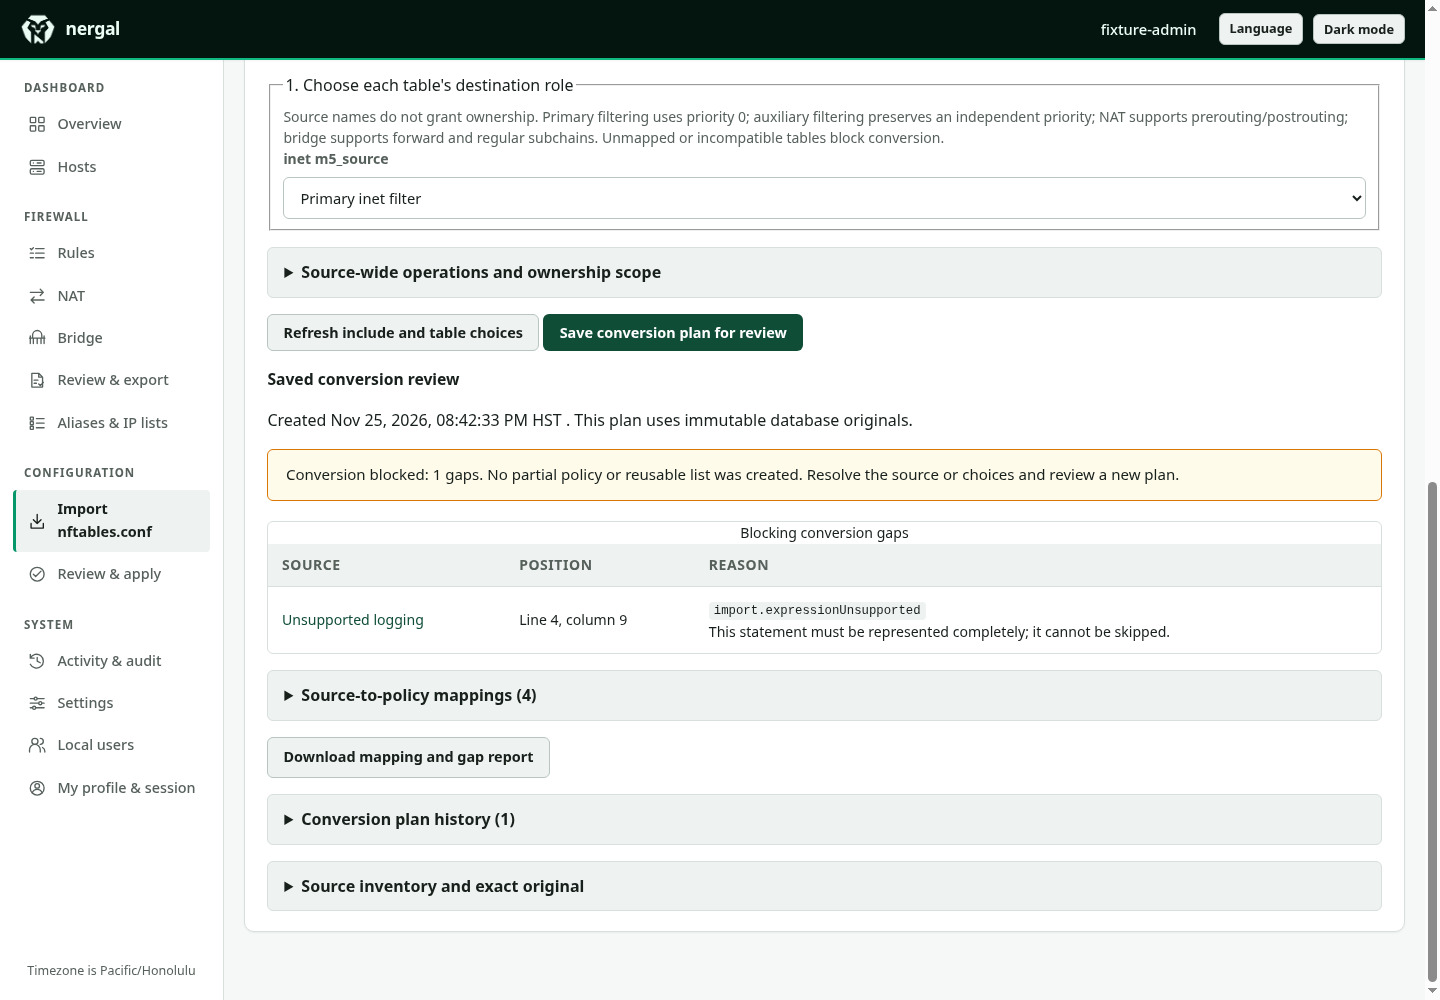 nergal
fixture-admin
Language
Dark mode
DASHBOARD
Overview
Hosts
FIREWALL
Rules
NAT
Bridge
Review & export
Aliases & IP lists
CONFIGURATION
Import
nftables.conf
Review & apply
SYSTEM
Activity & audit
Settings
Local users
My profile & session
Timezone is Pacific/Honolulu
1. Choose each table's destination role
Source names do not grant ownership. Primary filtering uses priority 0; auxiliary filtering preserves an independent priority; NAT supports prerouting/postrouting;
bridge supports forward and regular subchains. Unmapped or incompatible tables block conversion.
inet m5_source
Primary inet filter
Source-wide operations and ownership scope
Refresh include and table choices
Save conversion plan for review
Saved conversion review
Created Nov 25, 2026, 08:42:33 PM HST . This plan uses immutable database originals.
Conversion blocked: 1 gaps. No partial policy or reusable list was created. Resolve the source or choices and review a new plan.
Blocking conversion gaps
SOURCE POSITION REASON
Unsupported logging Line 4, column 9 import.expressionUnsupported
This statement must be represented completely; it cannot be skipped.
Source-to-policy mappings (4)
Download mapping and gap report
Conversion plan history (1)
Source inventory and exact original